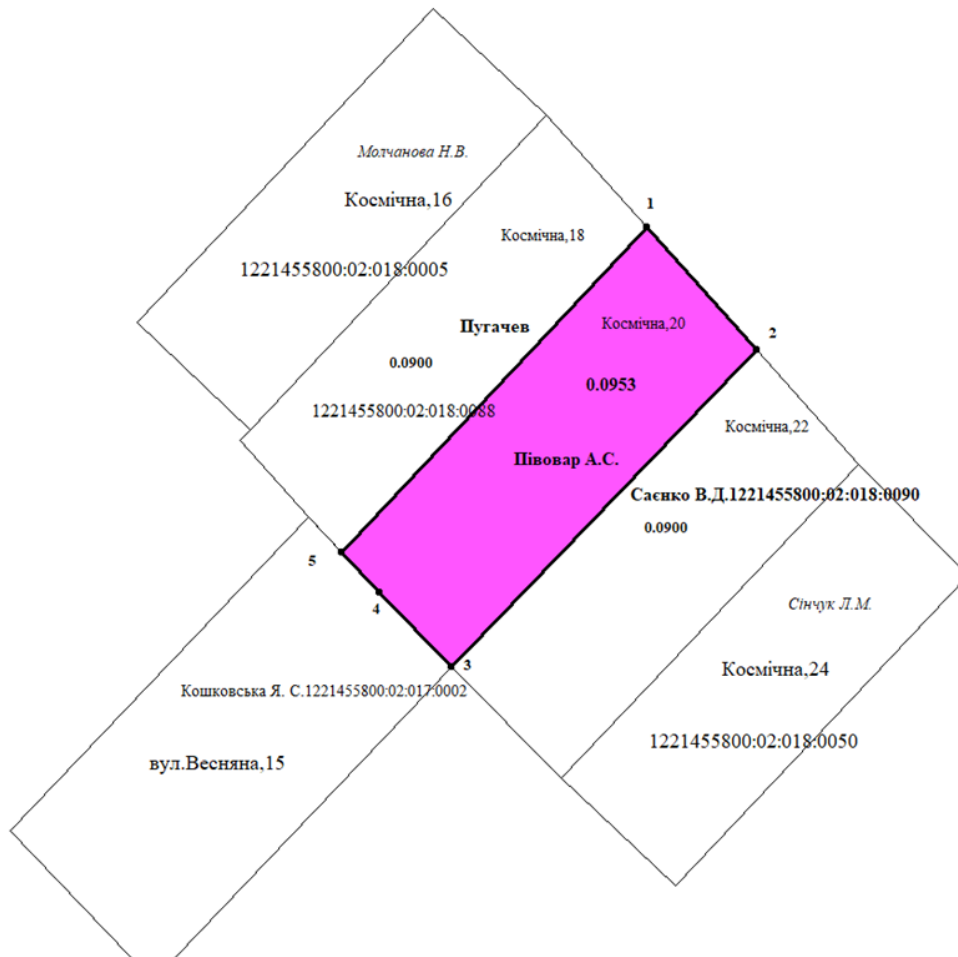 Молчанова Н.В.
Космічна,16
1
Космічна,18
1221455800:02:018:0005
Пугачев
Космічна,20
2
0.0900
0.0953
1221455800:02:018:0088
Космічна,22
Півовар А.С.
Саєнко В.Д.1221455800:02:018:0090
0.0900
5
4
Сінчук Л.М.
3
Космічна,24
Кошковська Я. С.1221455800:02:017:0002
1221455800:02:018:0050
вул.Весняна,15